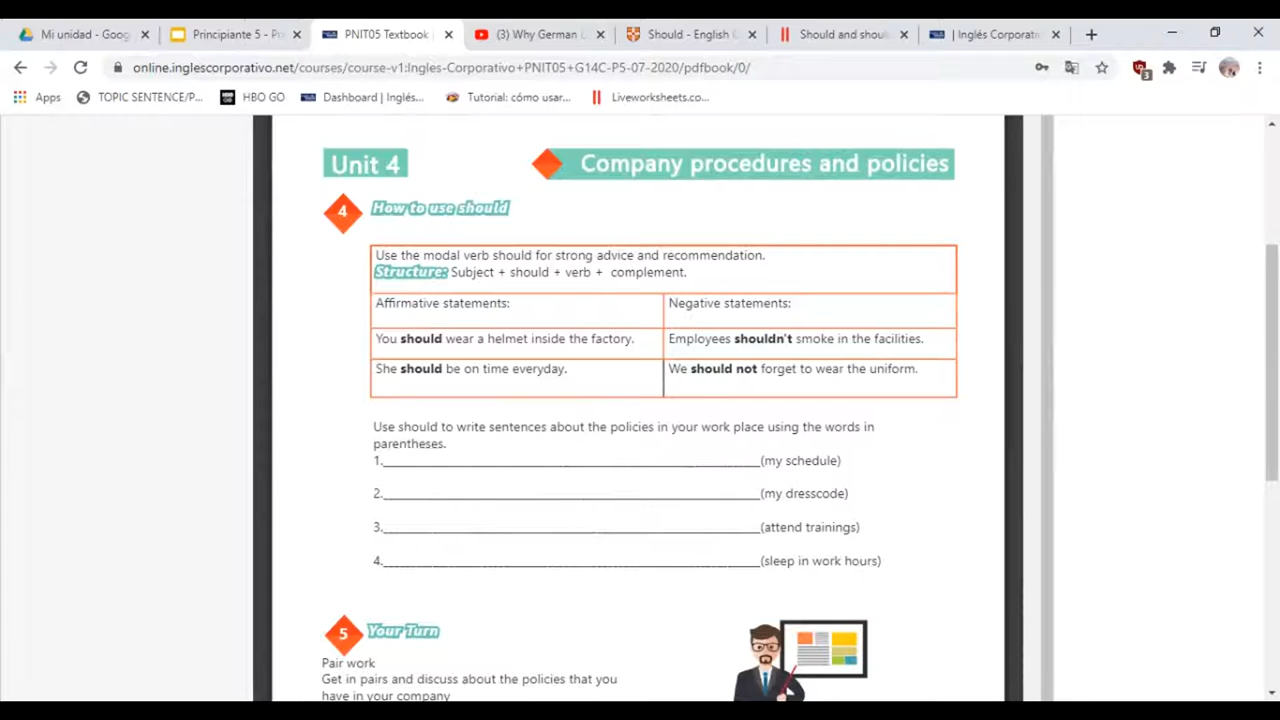 Mi unidad - Goog
Principiante 5 - P
PNIT05 Textbook
(3) Why German
Should - English
Should and shou
| Inglés Corporati
online.inglescorporativo.net/courses/course-v1:Ingles-Corporativo+PNIT05+G14C-P5-07-2020/pdfbook/0/
3
Apps
TOPIC SENTENCE/P...
HBO GO
Dashboard | Inglés...
Tutorial: cómo usar...
Liveworksheets.co...
Unit 4
Company procedures and policies
4
How to use should
Use the modal verb should for strong advice and recommendation.
Structure: Subject + should + verb + complement.
Affirmative statements:
Negative statements:
You should wear a helmet inside the factory.
Employees shouldn't smoke in the facilities.
She should be on time everyday.
We should not forget to wear the uniform.
Use should to write sentences about the policies in your work place using the words in
parentheses.
1.______(my schedule)
2.______(my dresscode)
3.______(attend trainings)
4.______(sleep in work hours)
5
Your Turn
Pair work
Get in pairs and discuss about the policies that you
have in your company